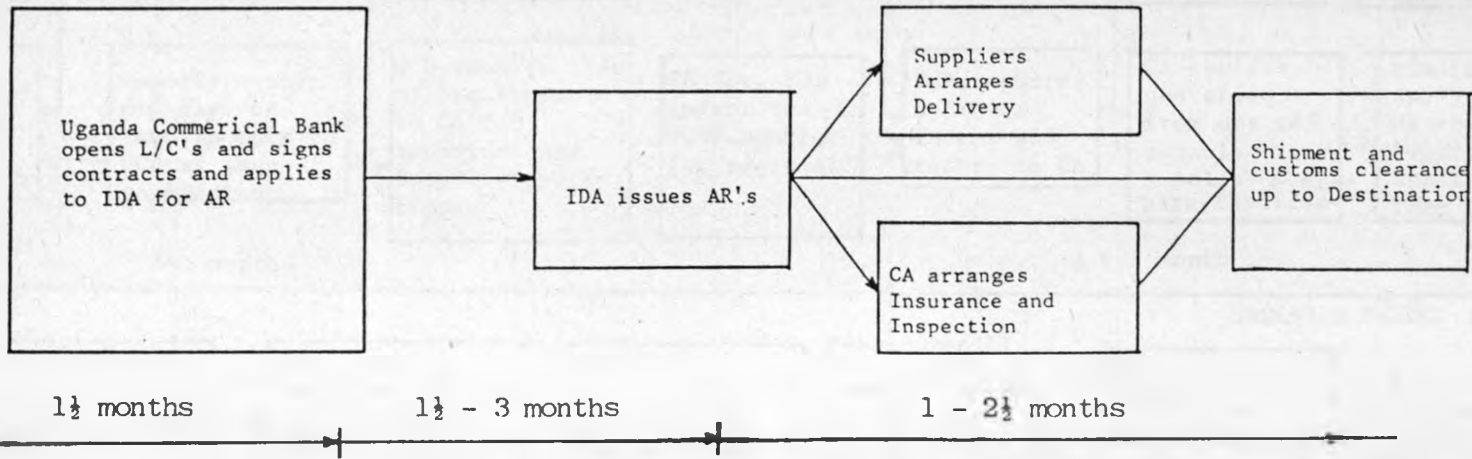 Uganda Commerical Bank
opens L/C's and signs
contracts and applies
to IDA for AR
IDA issues AR's
Suppliers
Arranges
Delivery
CA arranges
Insurance and
Inspection
Shipment and
customs clearance
up to Destination
1½ months
1½ - 3 months
1 - 2½ months